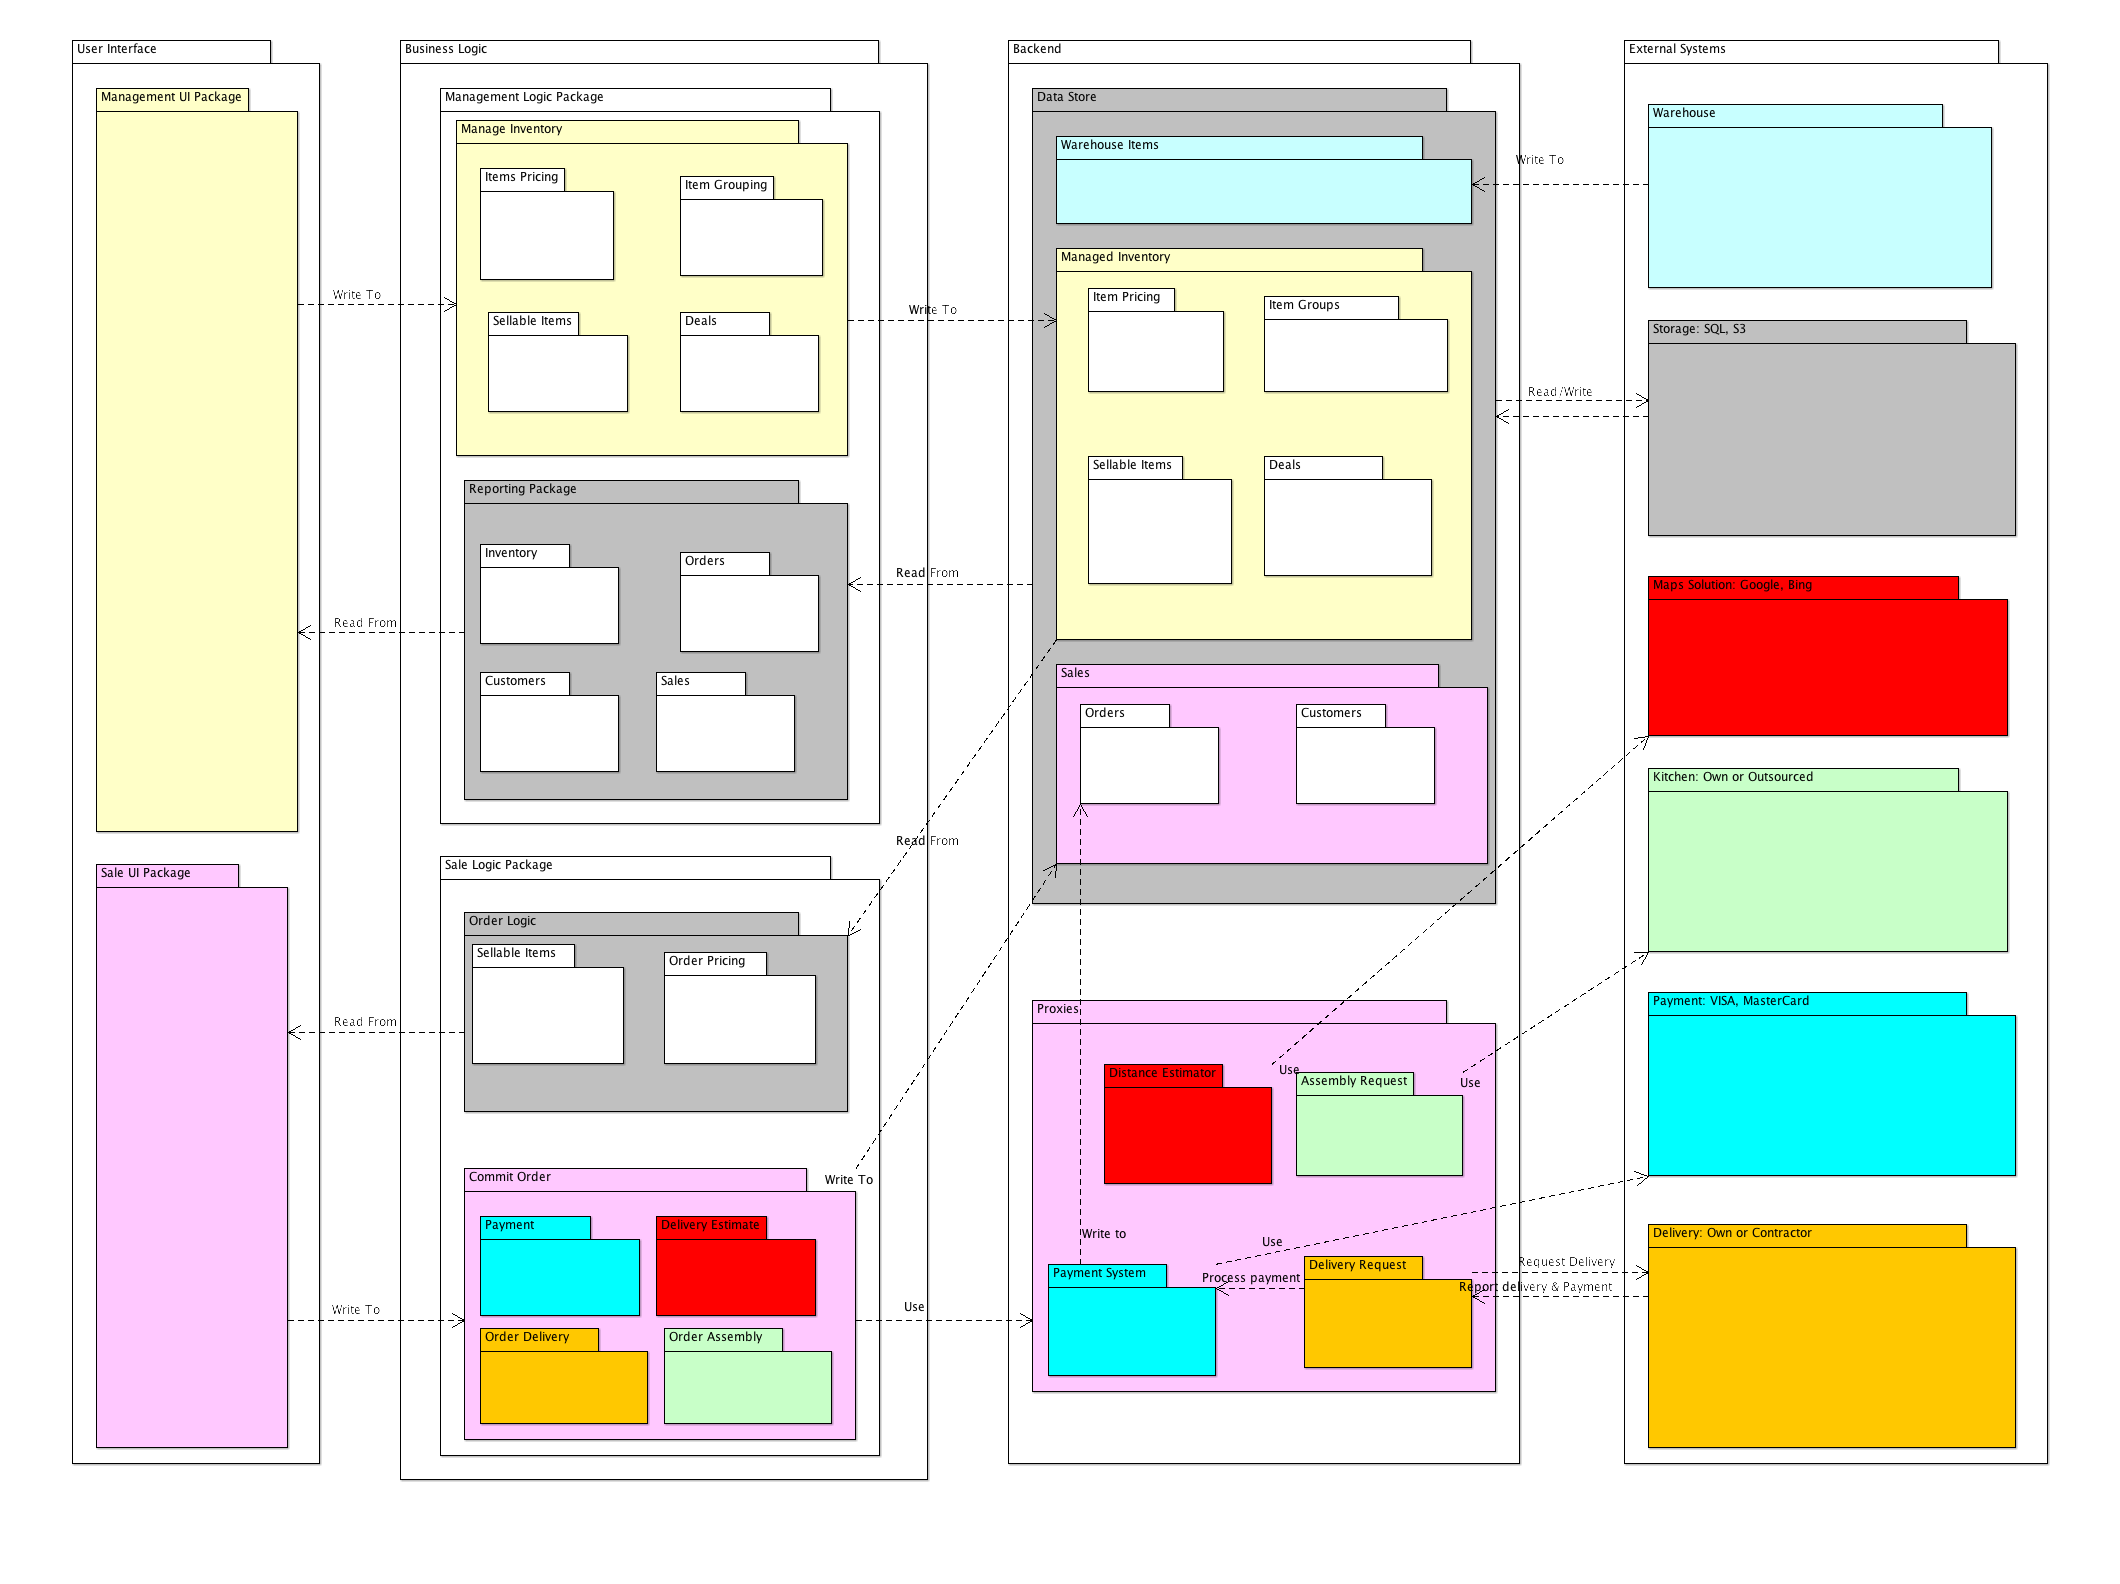 User Interface
Management UI Package
Write To
Read From
Sale UI Package
Read From
Write To
Business Logic
Management Logic Package
Manage Inventory
Items Pricing
Item Grouping
Sellable Items
Deals
Reporting Package
Inventory
Orders
Customers
Sales
Sale Logic Package
Order Logic
Sellable Items
Order Pricing
Commit Order
Payment
Delivery Estimate
Order Delivery
Order Assembly
Write To
Read From
Read From
Write To
Use
Backend
Data Store
Warehouse Items
Managed Inventory
Item Pricing
Item Groups
Sellable Items
Deals
Sales
Orders
Customers
Proxies
Distance Estimator
Use
Assembly Request
Use
Write to
Use
Payment System
Process payment
Delivery Request
Write To
Read/Write
Request Delivery
Report delivery & Payment
External Systems
Warehouse
Storage: SQL, S3
Maps Solution: Google, Bing
Kitchen: Own or Outsourced
Payment: VISA, MasterCard
Delivery: Own or Contractor